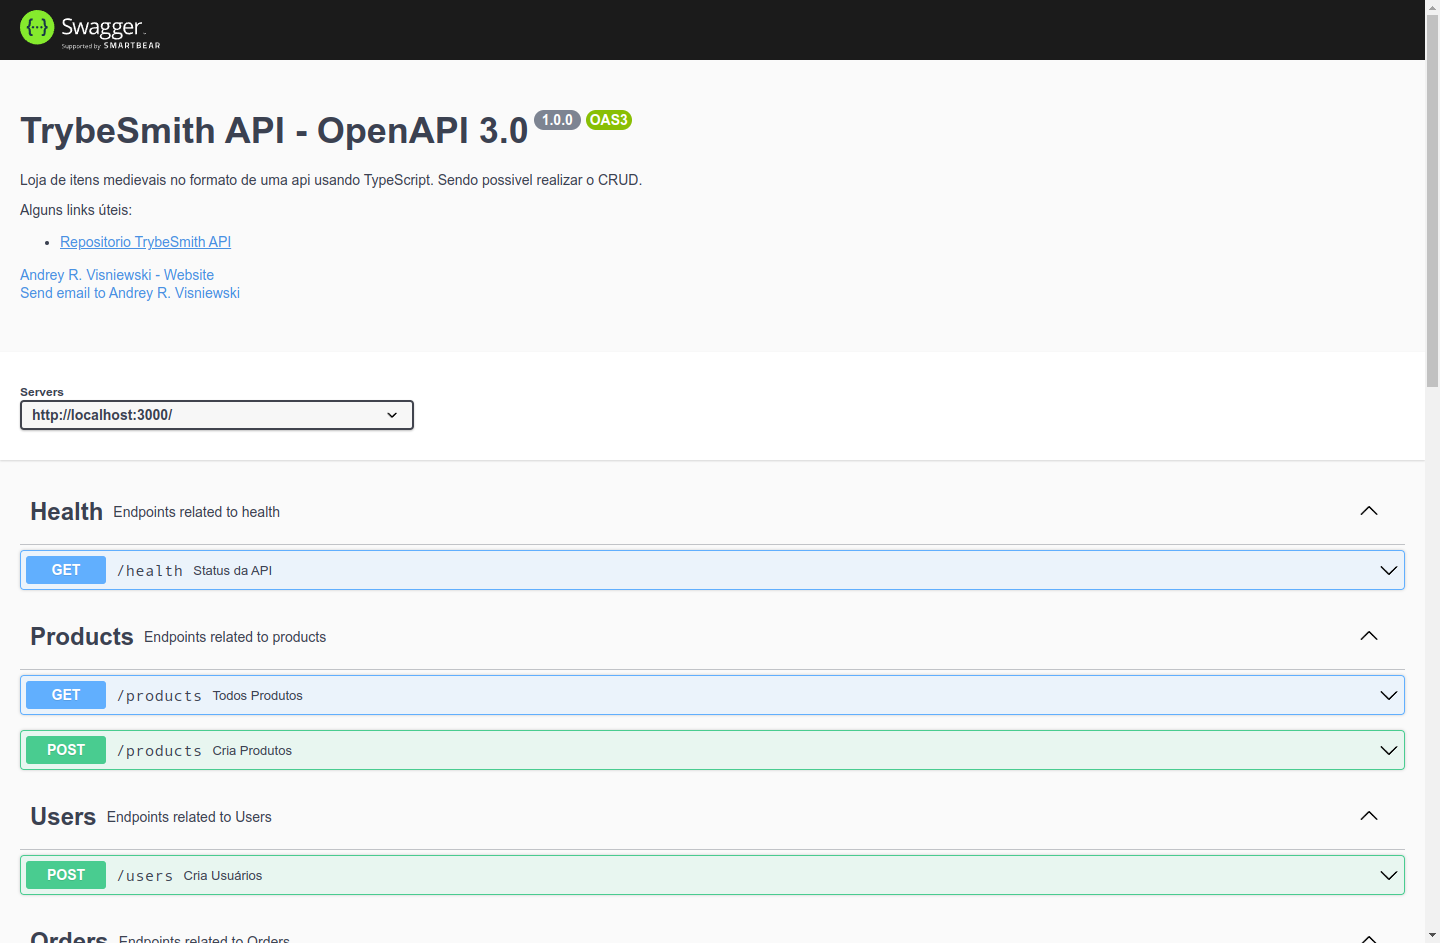 Swagger
Supported by SMARTBEAR
TrybeSmith API - OpenAPI 3.0 1.0.0 OAS3
Loja de itens medievais no formato de uma api usando TypeScript. Sendo possivel realizar o CRUD.
Alguns links úteis:
Repositorio TrybeSmith API
Andrey R. Visniewski - Website
Send email to Andrey R. Visniewski
Servers
http://localhost:3000/
Health Endpoints related to health
GET /health Status da API
Products Endpoints related to products
GET /products Todos Produtos
POST /products Cria Produtos
Users Endpoints related to Users
POST /users Cria Usuários
Orders Endpoints related to Orders